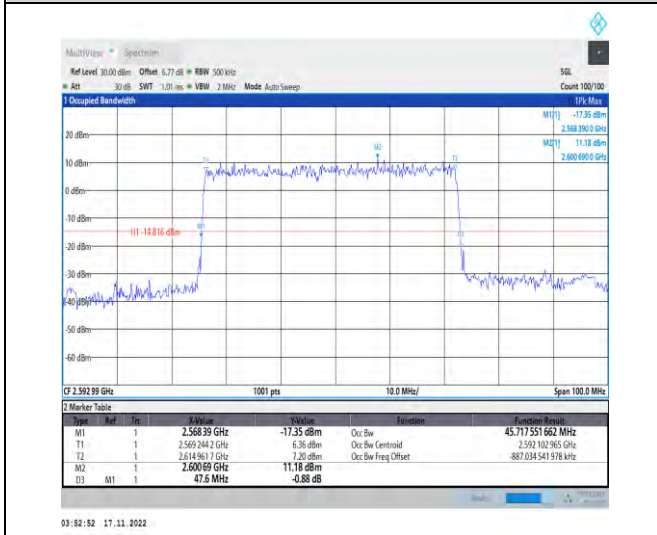 MultiView Spectrum
Ref Level 30.00 dBm Offset 6.77 dB RBW 500 kHz SGL
Att 30 dB SWT 1.01 ms VBW 2 MHz Mode Auto Sweep Count 100/100
1 Occupied Bandwidth 1Pk Max
M1[1] -17.35 dBm
2.568 390 0 GHz
M2[1] 11.18 dBm
2.600 690 0 GHz
20 dBm
M2
T1 T2
10 dBm
0 dBm
-10 dBm
H1 -14.816 dBm
M1
D3
-20 dBm
-30 dBm
-40 dBm
-50 dBm
-60 dBm
CF 2.592 99 GHz 1001 pts 10.0 MHz/ Span 100.0 MHz
2 Marker Table
Type Ref Trc X-Value Y-Value Function Function Result
M1 1 2.568 39 GHz -17.35 dBm Occ Bw 45.717 551 662 MHz
T1 1 2.569 244 2 GHz 6.36 dBm Occ Bw Centroid 2.592 102 965 GHz
T2 1 2.614 961 7 GHz 7.20 dBm Occ Bw Freq Offset -887.034 541 978 kHz
M2 1 2.600 69 GHz 11.18 dBm
D3 M1 1 47.6 MHz -0.88 dB
03:52:52 17.11.2022